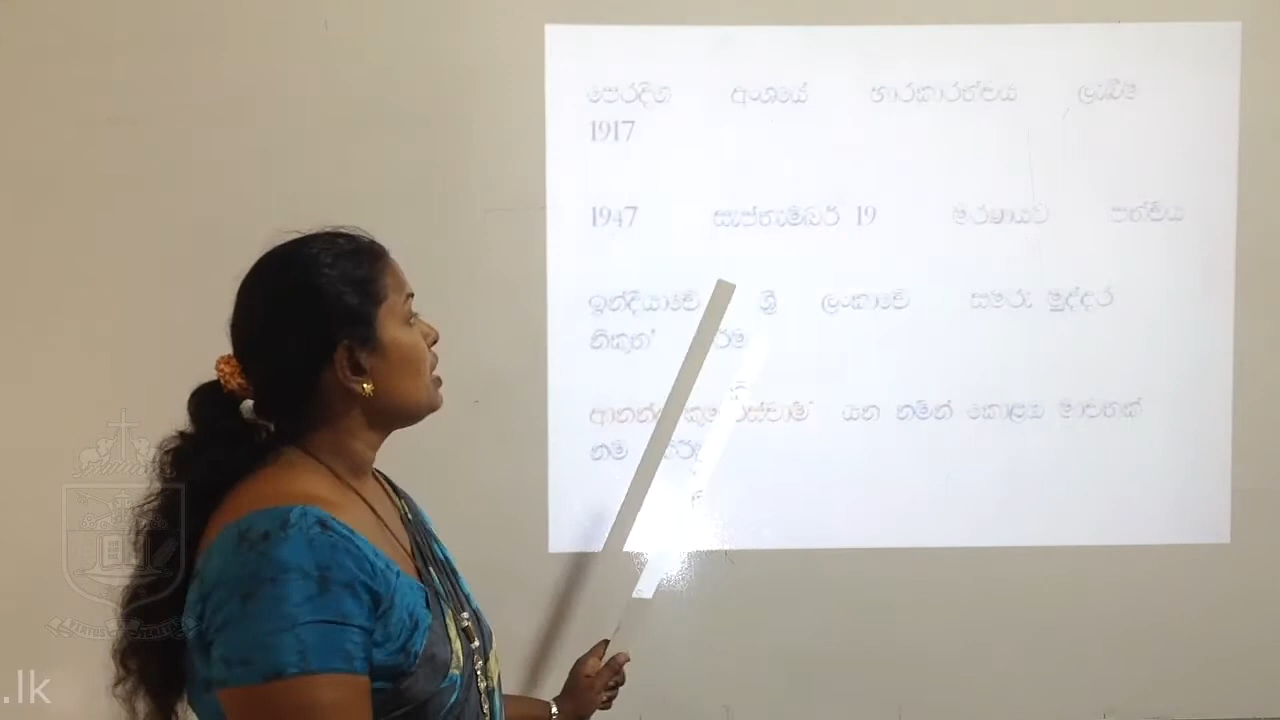 පෙරදිග අංශයේ භාරකාරත්වය ලැබීම
1917
1947 සැප්තැම්බර් 19 මරණයට පත්විය
ඉන්දියාවේ ශ්‍රී ලංකාවේ සමරු මුද්දර
ආනන්ද යන නමින් කොළඹ මාවතක්
නම්
.lk